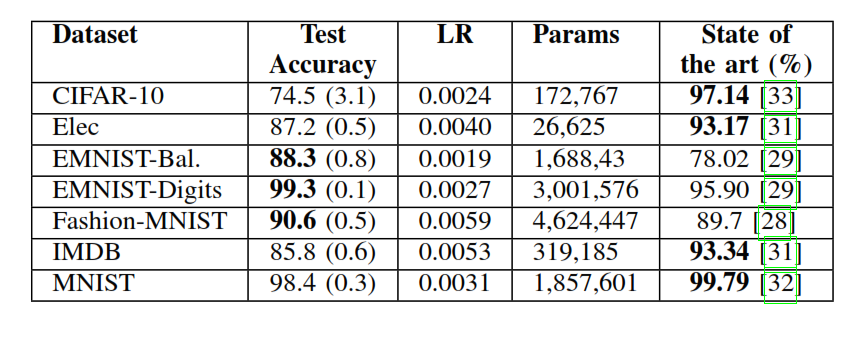 Dataset Test Accuracy LR Params State of the art (%)
CIFAR-10 74.5 (3.1) 0.0024 172,767 97.14 [33]
Elec 87.2 (0.5) 0.0040 26,625 93.17 [31]
EMNIST-Bal. 88.3 (0.8) 0.0019 1,688,43 78.02 [29]
EMNIST-Digits 99.3 (0.1) 0.0027 3,001,576 95.90 [29]
Fashion-MNIST 90.6 (0.5) 0.0059 4,624,447 89.7 [28]
IMDB 85.8 (0.6) 0.0053 319,185 93.34 [31]
MNIST 98.4 (0.3) 0.0031 1,857,601 99.79 [32]